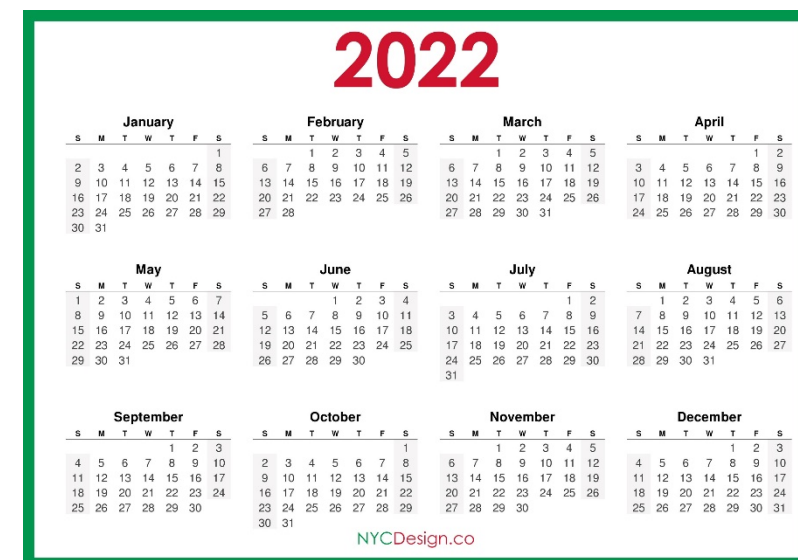 2022
January February March April
S M T W T F S S M T W T F S S M T W T F S S M T W T F S
1 1 2 3 4 5 1 2 3 4 5 1 2
2 3 4 5 6 7 8 6 7 8 9 10 11 12 6 7 8 9 10 11 12 3 4 5 6 7 8 9
9 10 11 12 13 14 15 13 14 15 16 17 18 19 13 14 15 16 17 18 19 10 11 12 13 14 15 16
16 17 18 19 20 21 22 20 21 22 23 24 25 26 20 21 22 23 24 25 26 17 18 19 20 21 22 23
23 24 25 26 27 28 29 27 28 27 28 29 30 31 24 25 26 27 28 29 30
30 31
May June July August
S M T W T F S S M T W T F S S M T W T F S S M T W T F S
1 2 3 4 5 6 7 1 2 3 4 1 2 1 2 3 4 5 6
8 9 10 11 12 13 14 5 6 7 8 9 10 11 3 4 5 6 7 8 9 7 8 9 10 11 12 13
15 16 17 18 19 20 21 12 13 14 15 16 17 18 10 11 12 13 14 15 16 14 15 16 17 18 19 20
22 23 24 25 26 27 28 19 20 21 22 23 24 25 17 18 19 20 21 22 23 21 22 23 24 25 26 27
29 30 31 26 27 28 29 30 24 25 26 27 28 29 30 28 29 30 31
31
September October November December
S M T W T F S S M T W T F S S M T W T F S S M T W T F S
1 2 3 1 1 2 3 4 5 1 2 3
4 5 6 7 8 9 10 2 3 4 5 6 7 8 6 7 8 9 10 11 12 4 5 6 7 8 9 10
11 12 13 14 15 16 17 9 10 11 12 13 14 15 13 14 15 16 17 18 19 11 12 13 14 15 16 17
18 19 20 21 22 23 24 16 17 18 19 20 21 22 20 21 22 23 24 25 26 18 19 20 21 22 23 24
25 26 27 28 29 30 23 24 25 26 27 28 29 27 28 29 30 25 26 27 28 29 30 31
30 31
NYCDesign.co